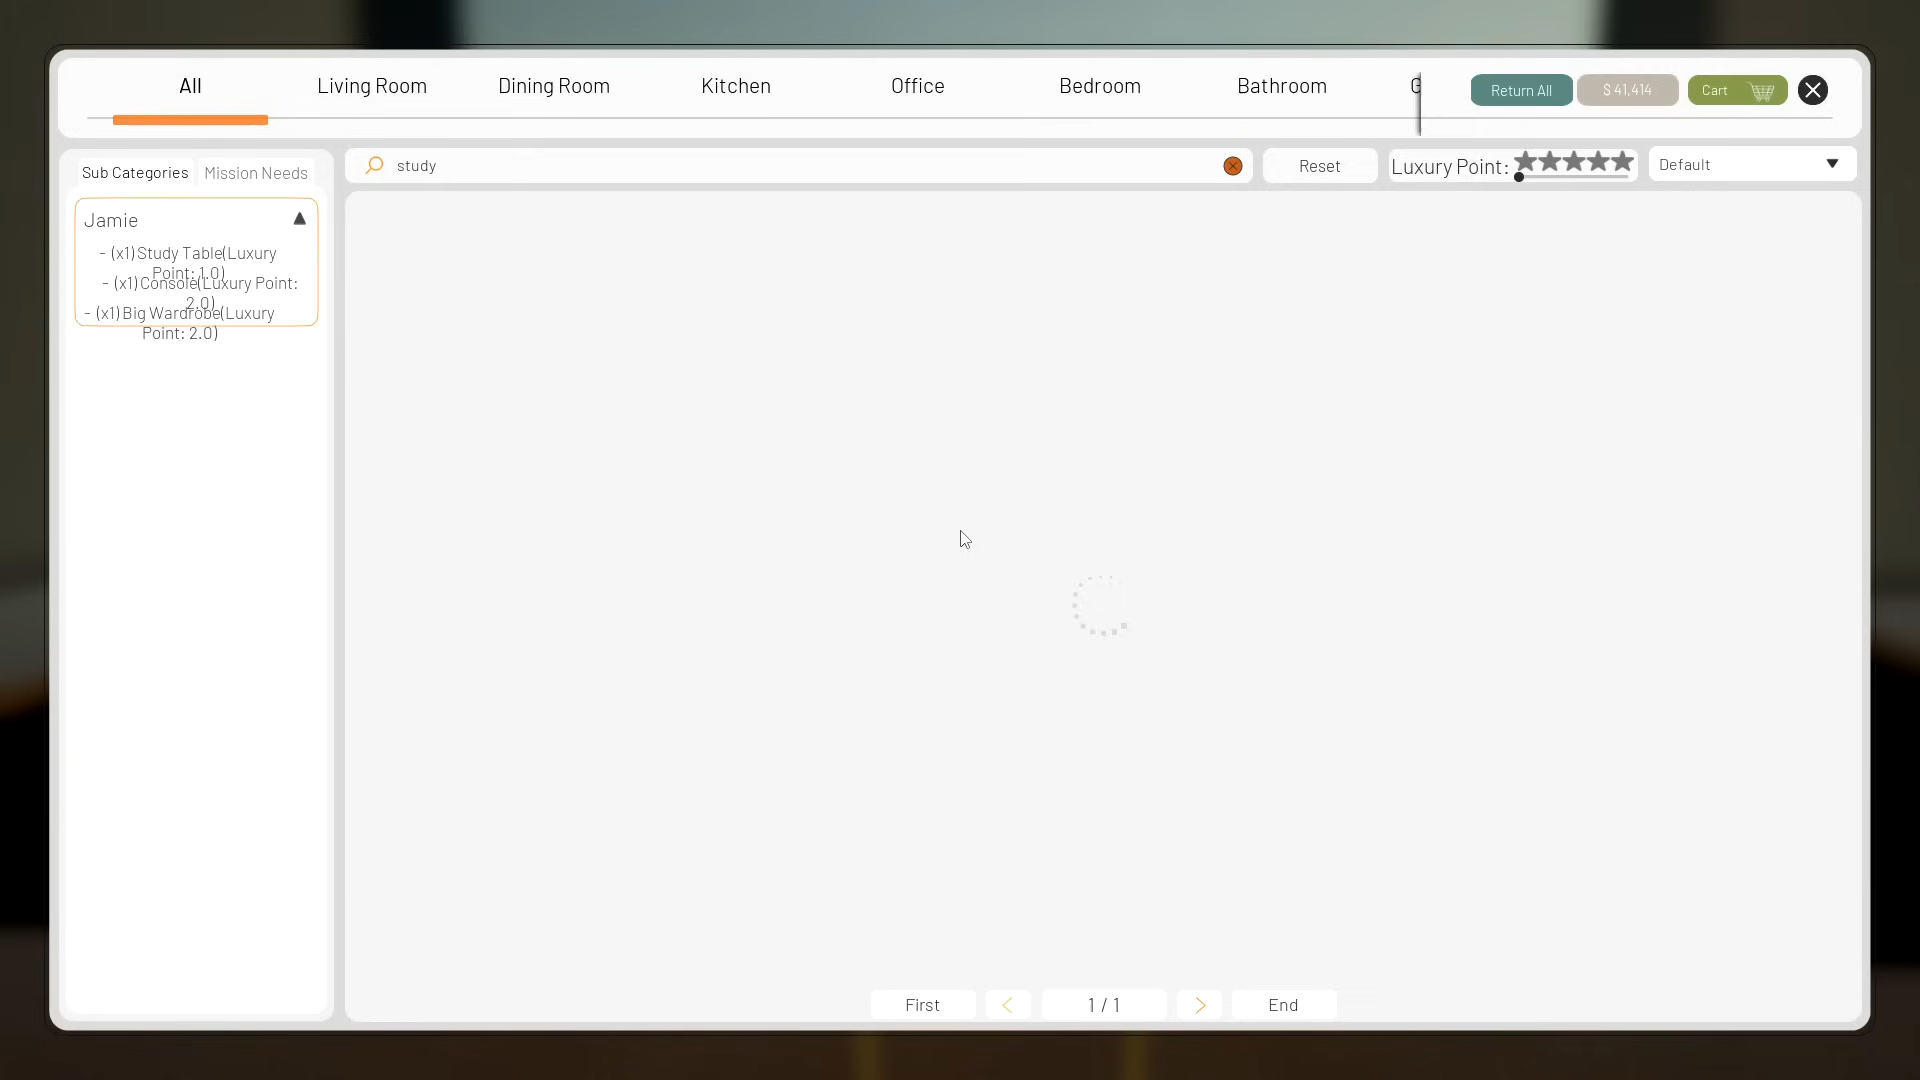 All Living Room Dining Room Kitchen Office Bedroom Bathroom
Return All $ 41,414 Cart
Sub Categories Mission Needs
study
Reset
Luxury Point:
Default
Jamie
- (x1)Study Table(Luxury
Point: 1.0)
- (x1)Console(Luxury Point:
2.0)
- (x1)Big Wardrobe(Luxury
Point: 2.0)
First < 1 / 1 > End